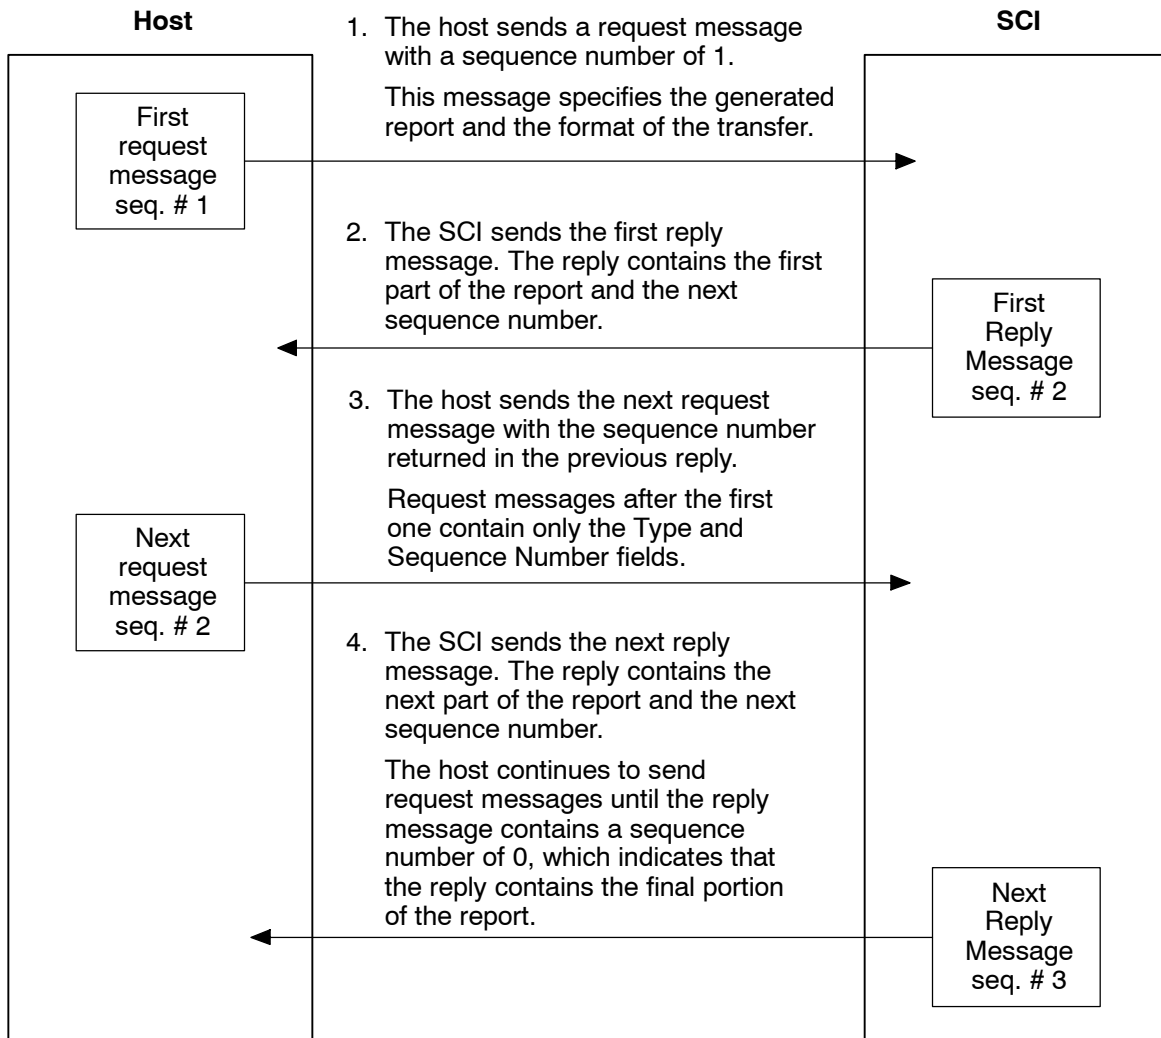 Host
SCI
1. The host sends a request message
with a sequence number of 1.
This message specifies the generated
report and the format of the transfer.
First
request
message
seq. # 1
2. The SCI sends the first reply
message. The reply contains the first
part of the report and the next
sequence number.
First
Reply
Message
seq. # 2
3. The host sends the next request
message with the sequence number
returned in the previous reply.
Request messages after the first
one contain only the Type and
Sequence Number fields.
Next
request
message
seq. # 2
4. The SCI sends the next reply
message. The reply contains the
next part of the report and the next
sequence number.
The host continues to send
request messages until the reply
message contains a sequence
number of 0, which indicates that
the reply contains the final portion
of the report.
Next
Reply
Message
seq. # 3